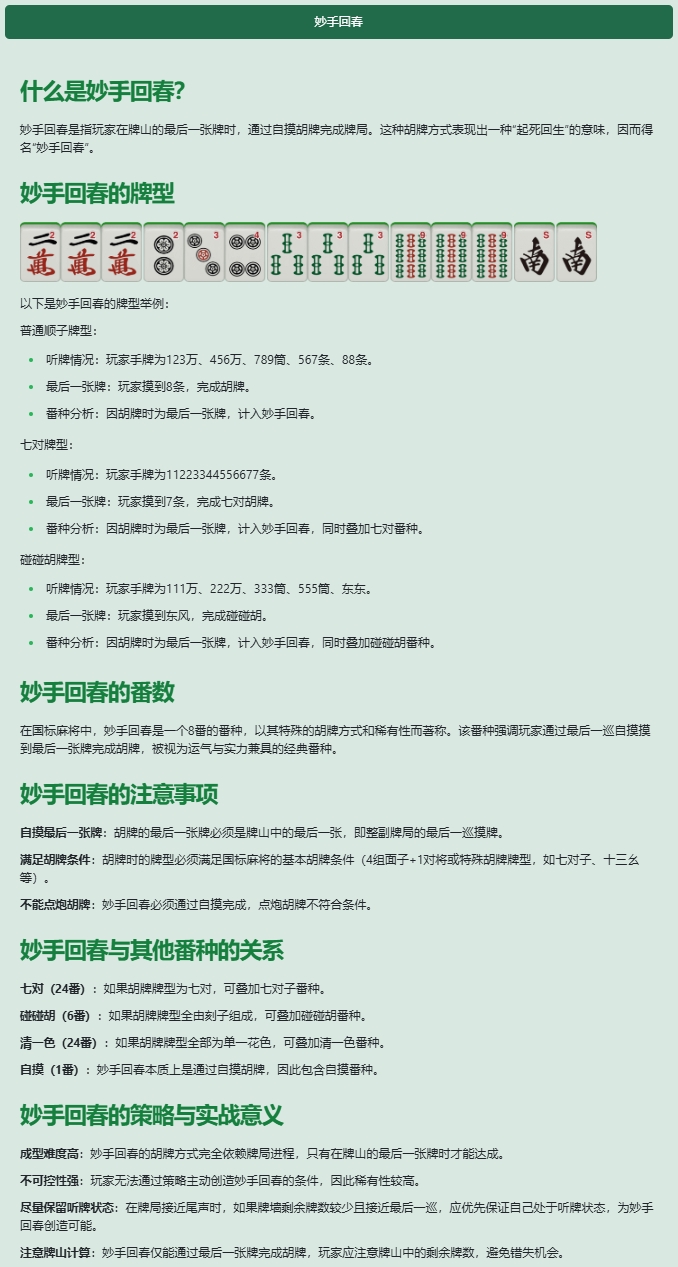 妙手回春
什么是妙手回春？
妙手回春是指玩家在牌山的最后一张牌时，通过自摸胡牌完成牌局。这种胡牌方式表现出一种“起死回生”的意味，因而得
名“妙手回春”。
妙手回春的牌型
二萬2 二萬2 二萬2 2 3 4 3 3 3 9 9 9 南S 南S
以下是妙手回春的牌型举例：
普通顺子牌型：
听牌情况：玩家手牌为123万、456万、789筒、567条、88条。
最后一张牌：玩家摸到8条，完成胡牌。
番种分析：因胡牌时为最后一张牌，计入妙手回春。
七对牌型：
听牌情况：玩家手牌为11223344556677条。
最后一张牌：玩家摸到7条，完成七对胡牌。
番种分析：因胡牌时为最后一张牌，计入妙手回春，同时叠加七对番种。
碰碰胡牌型：
听牌情况：玩家手牌为111万、222万、333筒、555筒、东东。
最后一张牌：玩家摸到东风，完成碰碰胡。
番种分析：因胡牌时为最后一张牌，计入妙手回春，同时叠加碰碰胡番种。
妙手回春的番数
在国标麻将中，妙手回春是一个8番的番种，以其特殊的胡牌方式和稀有性而著称。该番种强调玩家通过最后一巡自摸摸
到最后一张牌完成胡牌，被视为运气与实力兼具的经典番种。
妙手回春的注意事项
自摸最后一张牌：胡牌的最后一张牌必须是牌山中的最后一张，即整副牌局的最后一巡摸牌。
满足胡牌条件：胡牌时的牌型必须满足国标麻将的基本胡牌条件（4组面子+1对将或特殊胡牌牌型，如七对子、十三幺
等）。
不能点炮胡牌：妙手回春必须通过自摸完成，点炮胡牌不符合条件。
妙手回春与其他番种的关系
七对（24番）：如果胡牌牌型为七对，可叠加七对子番种。
碰碰胡（6番）：如果胡牌牌型全由刻子组成，可叠加碰碰胡番种。
清一色（24番）：如果胡牌牌型全部为单一花色，可叠加清一色番种。
自摸（1番）：妙手回春本质上是通过自摸胡牌，因此包含自摸番种。
妙手回春的策略与实战意义
成型难度高：妙手回春的胡牌方式完全依赖牌局进程，只有在牌山的最后一张牌时才能达成。
不可控性强：玩家无法通过策略主动创造妙手回春的条件，因此稀有性较高。
尽量保留听牌状态：在牌局接近尾声时，如果牌墙剩余牌数较少且接近最后一巡，应优先保证自己处于听牌状态，为妙手
回春创造可能。
注意牌山计算：妙手回春仅能通过最后一张牌完成胡牌，玩家应注意牌山中的剩余牌数，避免错失机会。